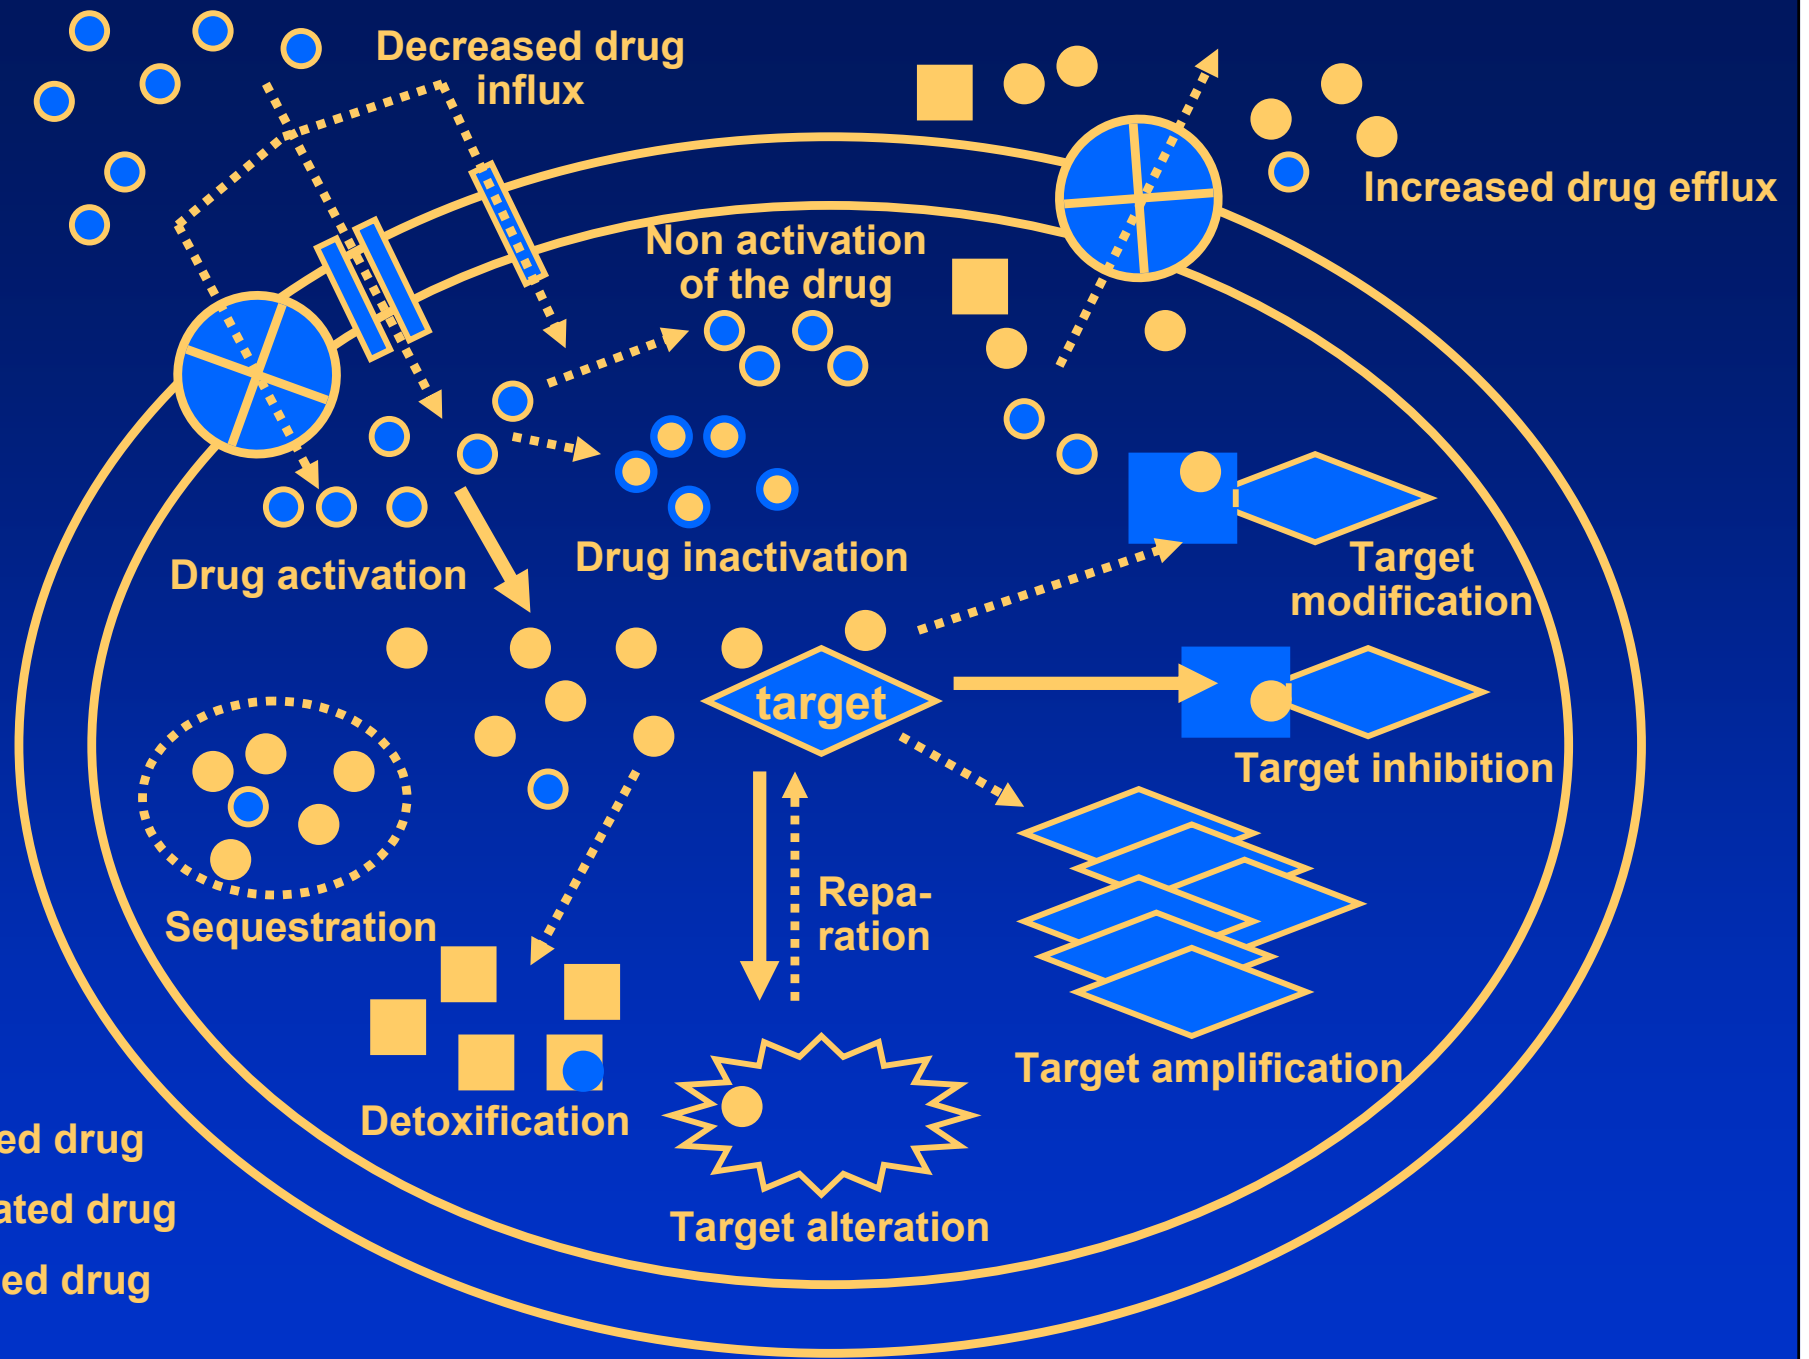 Decreased drug
influx
Increased drug efflux
Non activation
of the drug
Drug activation
Drug inactivation
Target
modification
target
Target inhibition
Repa-
ration
Sequestration
Target amplification
Detoxification
Target alteration
ed drug
ated drug
ed drug